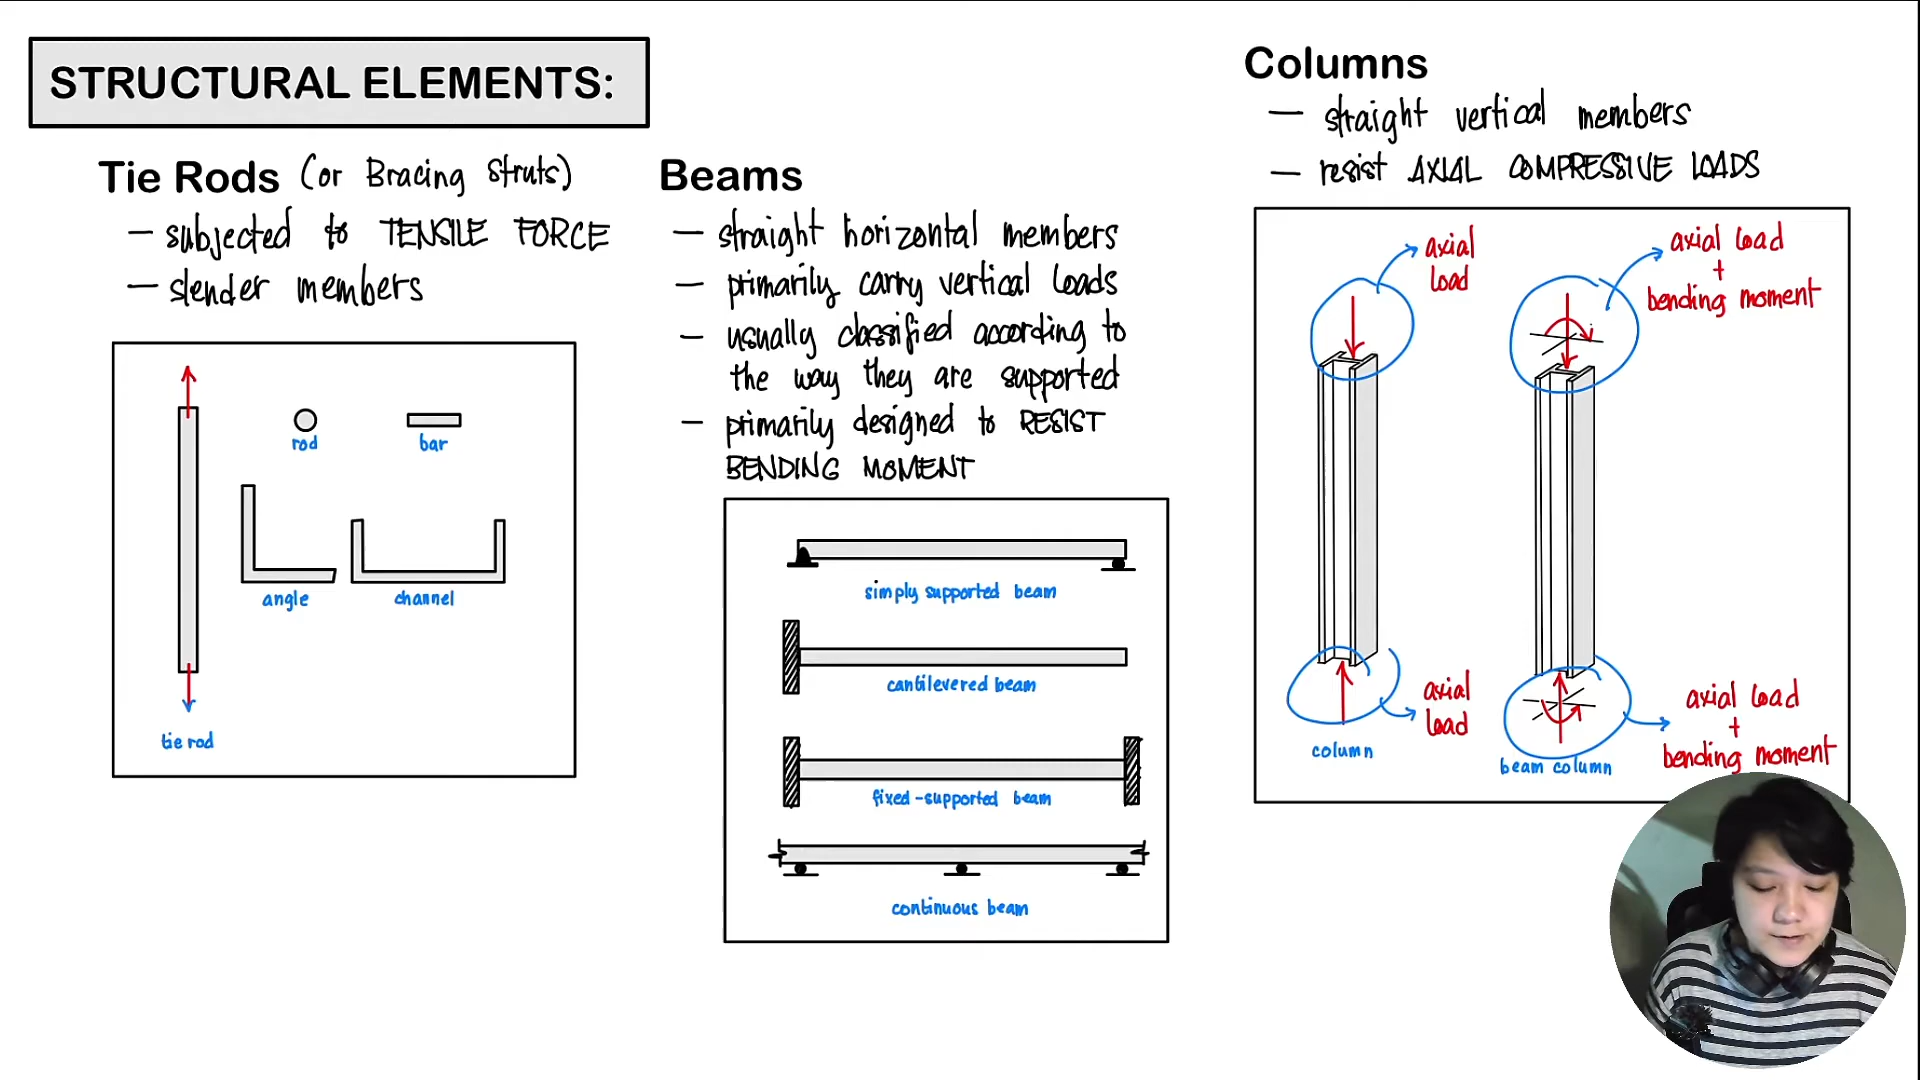 STRUCTURAL ELEMENTS:
Tie Rods (or Bracing Struts)
— subjected to TENSILE FORCE
— slender members
rod
bar
angle
channel
tie rod
Beams
— straight horizontal members
— primarily carry vertical loads
— usually classified according to
the way they are supported
— primarily designed to RESIST
BENDING MOMENT
simply supported beam
cantilevered beam
fixed-supported beam
continuous beam
Columns
— straight vertical members
— resist AXIAL COMPRESSIVE LOADS
axial
load
axial load
+
bending moment
axial
load
column
axial load
+
bending moment
beam column